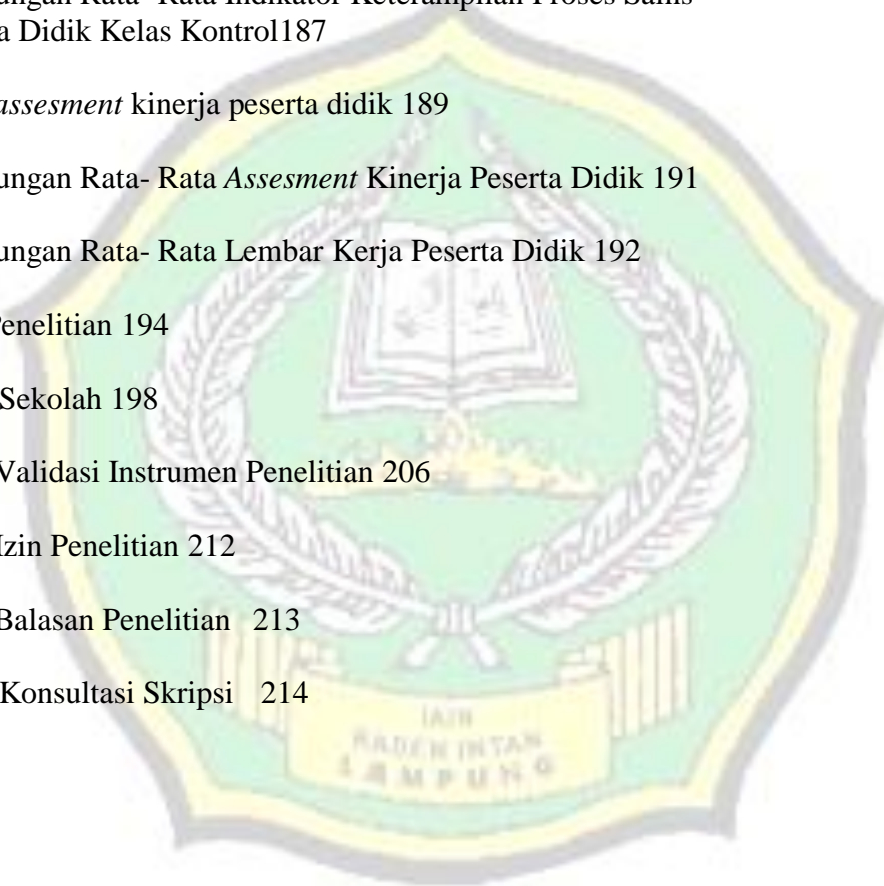 ungan Rata- Rata Indikator Keterampilan Proses Sains
a Didik Kelas Kontrol187
assesment kinerja peserta didik 189
ungan Rata- Rata Assesment Kinerja Peserta Didik 191
ungan Rata- Rata Lembar Kerja Peserta Didik 192
enelitian 194
Sekolah 198
Validasi Instrumen Penelitian 206
Izin Penelitian 212
Balasan Penelitian 213
Konsultasi Skripsi 214
IAIN
RADEN INTAN
LAMPUNG